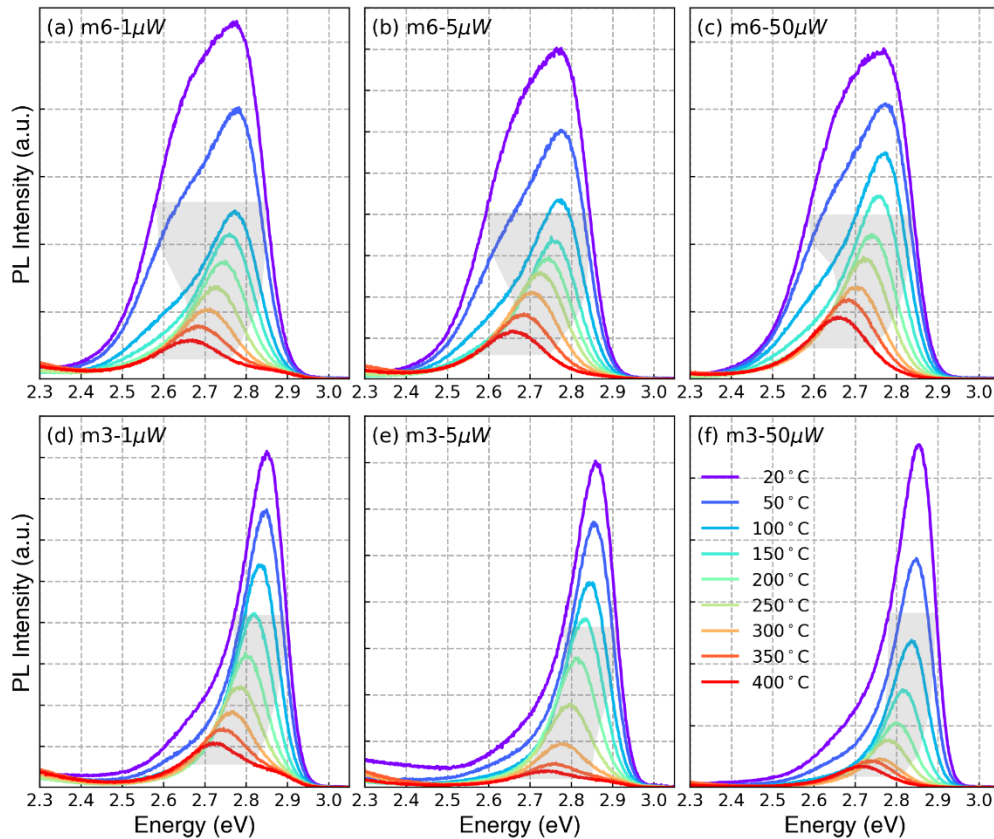 (a) m6-1μW
(b) m6-5μW
(c) m6-50μW
PL Intensity (a.u.)
2.3 2.4 2.5 2.6 2.7 2.8 2.9 3.0
2.3 2.4 2.5 2.6 2.7 2.8 2.9 3.0
2.3 2.4 2.5 2.6 2.7 2.8 2.9 3.0
(d) m3-1μW
(e) m3-5μW
(f) m3-50μW
PL Intensity (a.u.)
20°C
50°C
100°C
150°C
200°C
250°C
300°C
350°C
400°C
2.3 2.4 2.5 2.6 2.7 2.8 2.9 3.0
2.3 2.4 2.5 2.6 2.7 2.8 2.9 3.0
2.3 2.4 2.5 2.6 2.7 2.8 2.9 3.0
Energy (eV)
Energy (eV)
Energy (eV)